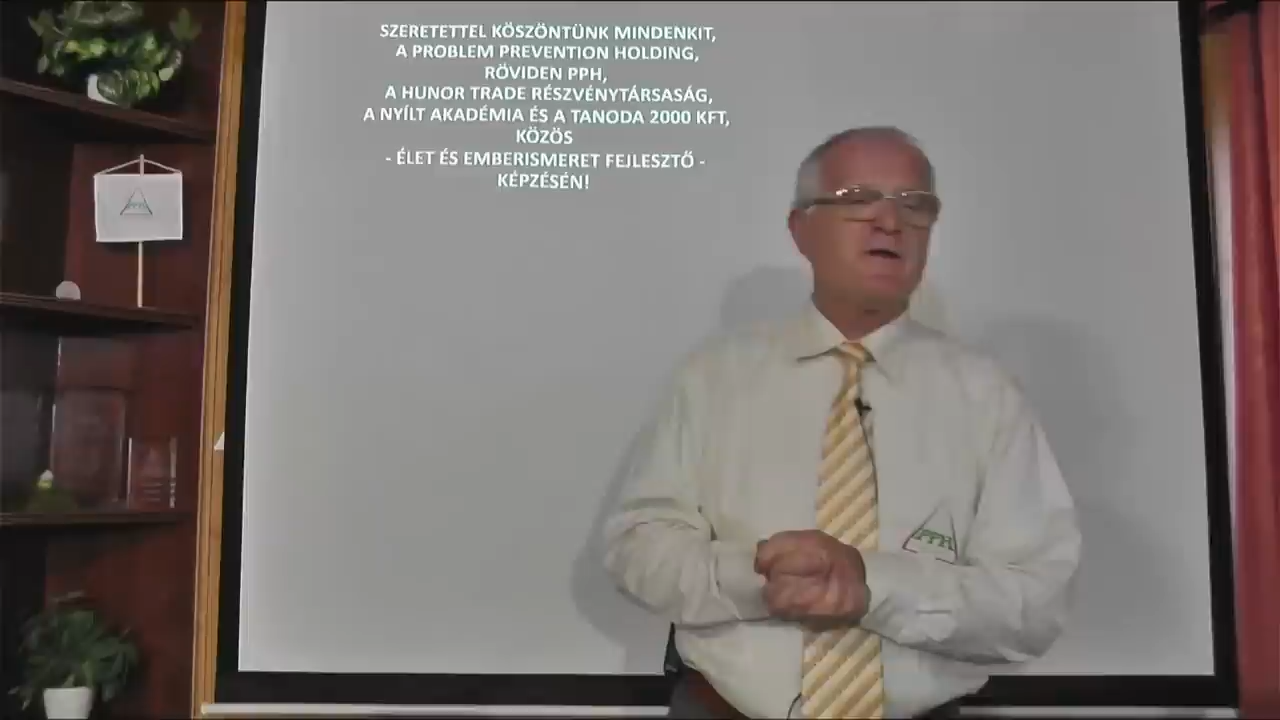 SZERETETTEL KÖSZÖNTÜNK MINDENKIT,
A PROBLEM PREVENTION HOLDING,
RÖVIDEN PPH,
A HUNOR TRADE RÉSZVÉNYTÁRSASÁG,
A NYÍLT AKADÉMIA ÉS A TANODA 2000 KFT,
KÖZÖS
- ÉLET ÉS EMBERISMERET FEJLESZTŐ -
KÉPZÉSÉN!
PPH
PPH